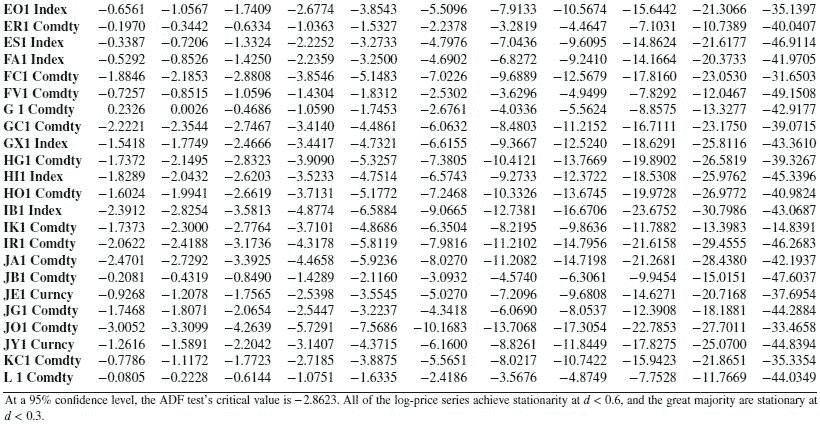 EO1 Index −0.6561 −1.0567 −1.7409 −2.6774 −3.8543 −5.5096 −7.9133 −10.5674 −15.6442 −21.3066 −35.1397
ER1 Comdty −0.1970 −0.3442 −0.6334 −1.0363 −1.5327 −2.2378 −3.2819 −4.4647 −7.1031 −10.7389 −40.0407
ES1 Index −0.3387 −0.7206 −1.3324 −2.2252 −3.2733 −4.7976 −7.0436 −9.6095 −14.8624 −21.6177 −46.9114
FA1 Index −0.5292 −0.8526 −1.4250 −2.2359 −3.2500 −4.6902 −6.8272 −9.2410 −14.1664 −20.3733 −41.9705
FC1 Comdty −1.8846 −2.1853 −2.8808 −3.8546 −5.1483 −7.0226 −9.6889 −12.5679 −17.8160 −23.0530 −31.6503
FV1 Comdty −0.7257 −0.8515 −1.0596 −1.4304 −1.8312 −2.5302 −3.6296 −4.9499 −7.8292 −12.0467 −49.1508
G 1 Comdty 0.2326 0.0026 −0.4686 −1.0590 −1.7453 −2.6761 −4.0336 −5.5624 −8.8575 −13.3277 −42.9177
GC1 Comdty −2.2221 −2.3544 −2.7467 −3.4140 −4.4861 −6.0632 −8.4803 −11.2152 −16.7111 −23.1750 −39.0715
GX1 Index −1.5418 −1.7749 −2.4666 −3.4417 −4.7321 −6.6155 −9.3667 −12.5240 −18.6291 −25.8116 −43.3610
HG1 Comdty −1.7372 −2.1495 −2.8323 −3.9090 −5.3257 −7.3805 −10.4121 −13.7669 −19.8902 −26.5819 −39.3267
HI1 Index −1.8289 −2.0432 −2.6203 −3.5233 −4.7514 −6.5743 −9.2733 −12.3722 −18.5308 −25.9762 −45.3396
HO1 Comdty −1.6024 −1.9941 −2.6619 −3.7131 −5.1772 −7.2468 −10.3326 −13.6745 −19.9728 −26.9772 −40.9824
IB1 Index −2.3912 −2.8254 −3.5813 −4.8774 −6.5884 −9.0665 −12.7381 −16.6706 −23.6752 −30.7986 −43.0687
IK1 Comdty −1.7373 −2.3000 −2.7764 −3.7101 −4.8686 −6.3504 −8.2195 −9.8636 −11.7882 −13.3983 −14.8391
IR1 Comdty −2.0622 −2.4188 −3.1736 −4.3178 −5.8119 −7.9816 −11.2102 −14.7956 −21.6158 −29.4555 −46.2683
JA1 Comdty −2.4701 −2.7292 −3.3925 −4.4658 −5.9236 −8.0270 −11.2082 −14.7198 −21.2681 −28.4380 −42.1937
JB1 Comdty −0.2081 −0.4319 −0.8490 −1.4289 −2.1160 −3.0932 −4.5740 −6.3061 −9.9454 −15.0151 −47.6037
JE1 Curncy −0.9268 −1.2078 −1.7565 −2.5398 −3.5545 −5.0270 −7.2096 −9.6808 −14.6271 −20.7168 −37.6954
JG1 Comdty −1.7468 −1.8071 −2.0654 −2.5447 −3.2237 −4.3418 −6.0690 −8.0537 −12.3908 −18.1881 −44.2884
JO1 Comdty −3.0052 −3.3099 −4.2639 −5.7291 −7.5686 −10.1683 −13.7068 −17.3054 −22.7853 −27.7011 −33.4658
JY1 Curncy −1.2616 −1.5891 −2.2042 −3.1407 −4.3715 −6.1600 −8.8261 −11.8449 −17.8275 −25.0700 −44.8394
KC1 Comdty −0.7786 −1.1172 −1.7723 −2.7185 −3.8875 −5.5651 −8.0217 −10.7422 −15.9423 −21.8651 −35.3354
L 1 Comdty −0.0805 −0.2228 −0.6144 −1.0751 −1.6335 −2.4186 −3.5676 −4.8749 −7.7528 −11.7669 −44.0349
At a 95% confidence level, the ADF test's critical value is −2.8623. All of the log-price series achieve stationarity at d < 0.6, and the great majority are stationary at
d < 0.3.